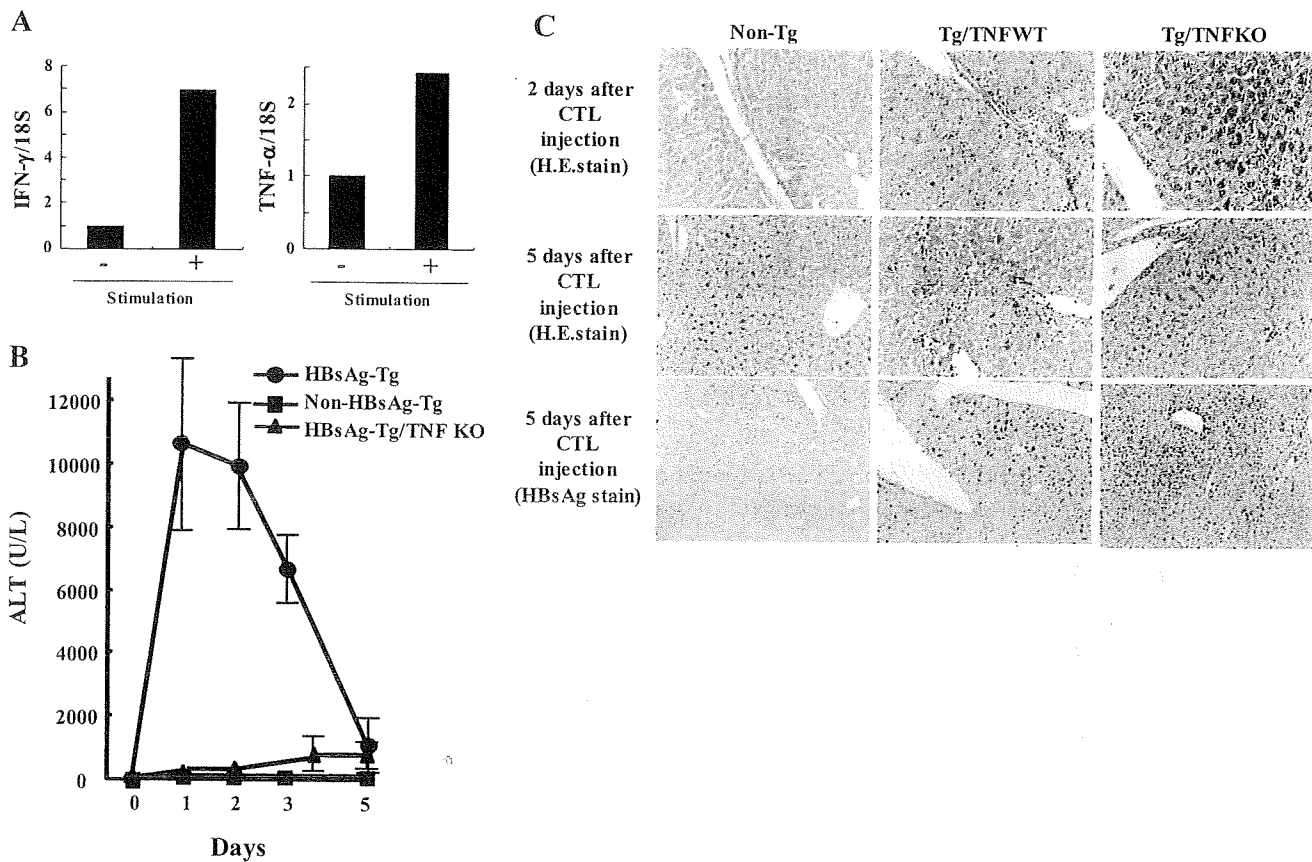 A
IFN-γ/18S
8
6
4
2
0
- +
Stimulation
TNF-α/18S
2
1
0
- +
Stimulation
B
ALT (U/L)
12000
10000
8000
6000
4000
2000
0
HBsAg-Tg
Non-HBsAg-Tg
HBsAg-Tg/TNF KO
0 1 2 3 5
Days
C
Non-Tg Tg/TNFWT Tg/TNFKO
2 days after
CTL
injection
(H.E.stain)
5 days after
CTL
injection
(H.E.stain)
5 days after
CTL
injection
(HBsAg stain)